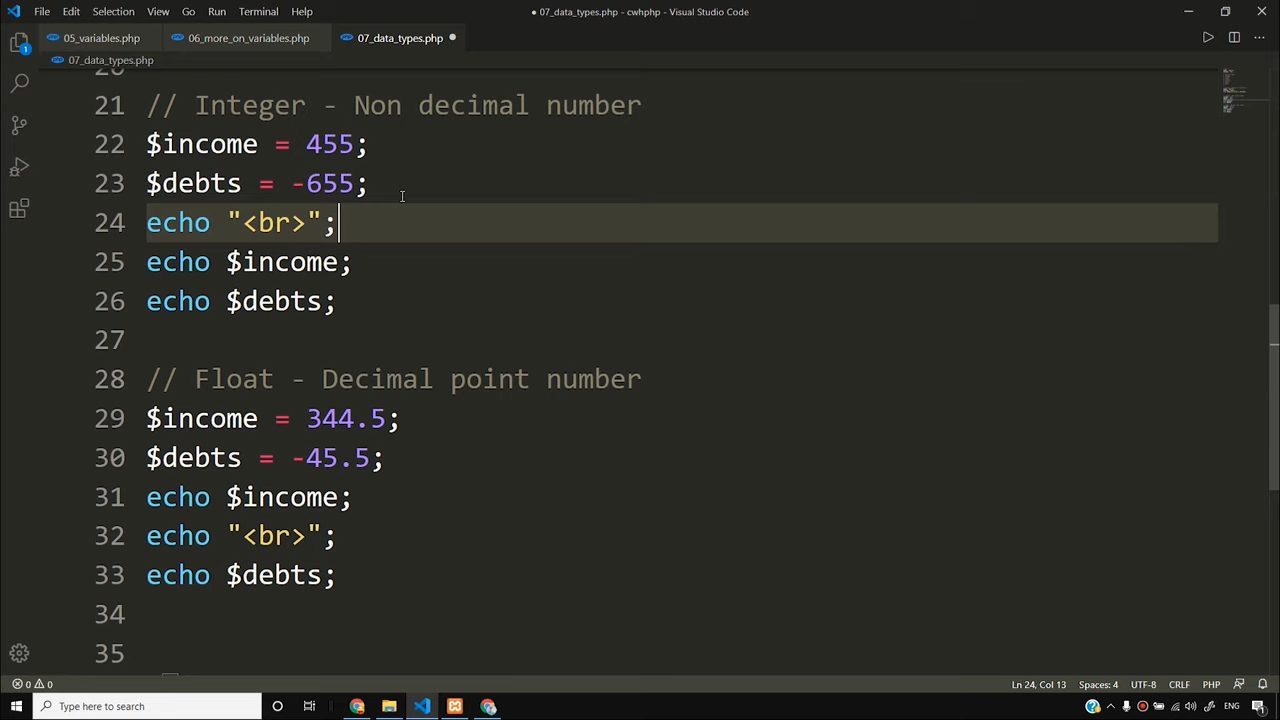 File Edit Selection View Go Run Terminal Help
● 07_data_types.php - cwhphp - Visual Studio Code
05_variables.php 06_more_on_variables.php 07_data_types.php ●
07_data_types.php
21 // Integer - Non decimal number
22 $income = 455;
23 $debts = -655;
24 echo "<br>";
25 echo $income;
26 echo $debts;
27
28 // Float - Decimal point number
29 $income = 344.5;
30 $debts = -45.5;
31 echo $income;
32 echo "<br>";
33 echo $debts;
34
35
1
0 0 Ln 24, Col 13 Spaces: 4 UTF-8 CRLF PHP
Type here to search ENG 1